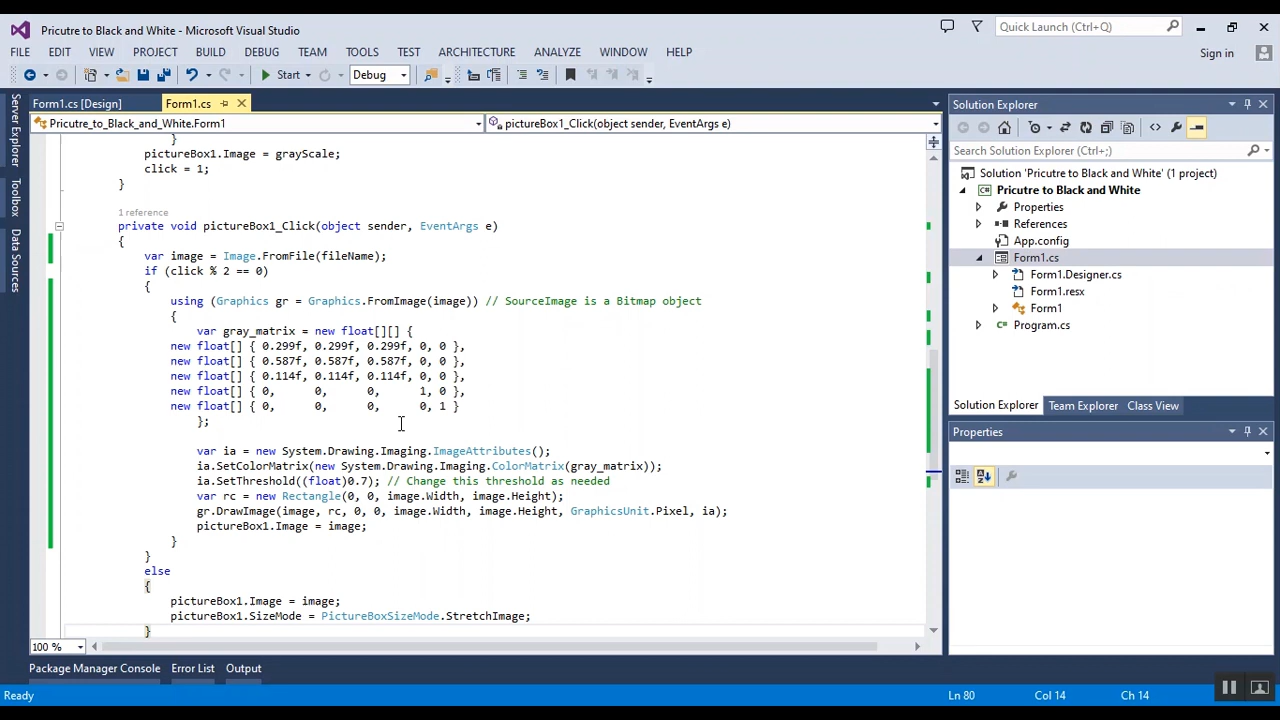 Pricutre to Black and White - Microsoft Visual Studio
Quick Launch (Ctrl+Q)
FILE EDIT VIEW PROJECT BUILD DEBUG TEAM TOOLS TEST ARCHITECTURE ANALYZE WINDOW HELP
Sign in
Start Debug
Server Explorer
Toolbox
Data Sources
Form1.cs [Design] Form1.cs
Pricutre_to_Black_and_White.Form1 pictureBox1_Click(object sender, EventArgs e)
}
pictureBox1.Image = grayScale;
click = 1;
}
1 reference
private void pictureBox1_Click(object sender, EventArgs e)
{
var image = Image.FromFile(fileName);
if (click % 2 == 0)
{
using (Graphics gr = Graphics.FromImage(image)) // SourceImage is a Bitmap object
{
var gray_matrix = new float[][] {
new float[] { 0.299f, 0.299f, 0.299f, 0, 0 },
new float[] { 0.587f, 0.587f, 0.587f, 0, 0 },
new float[] { 0.114f, 0.114f, 0.114f, 0, 0 },
new float[] { 0, 0, 0, 1, 0 },
new float[] { 0, 0, 0, 0, 1 }
};
var ia = new System.Drawing.Imaging.ImageAttributes();
ia.SetColorMatrix(new System.Drawing.Imaging.ColorMatrix(gray_matrix));
ia.SetThreshold((float)0.7); // Change this threshold as needed
var rc = new Rectangle(0, 0, image.Width, image.Height);
gr.DrawImage(image, rc, 0, 0, image.Width, image.Height, GraphicsUnit.Pixel, ia);
pictureBox1.Image = image;
}
}
else
{
pictureBox1.Image = image;
pictureBox1.SizeMode = PictureBoxSizeMode.StretchImage;
}
100 %
Solution Explorer
Search Solution Explorer (Ctrl+;)
Solution 'Pricutre to Black and White' (1 project)
Pricutre to Black and White
Properties
References
App.config
Form1.cs
Form1.Designer.cs
Form1.resx
Form1
Program.cs
Solution Explorer Team Explorer Class View
Properties
Package Manager Console Error List Output
Ready Ln 80 Col 14 Ch 14